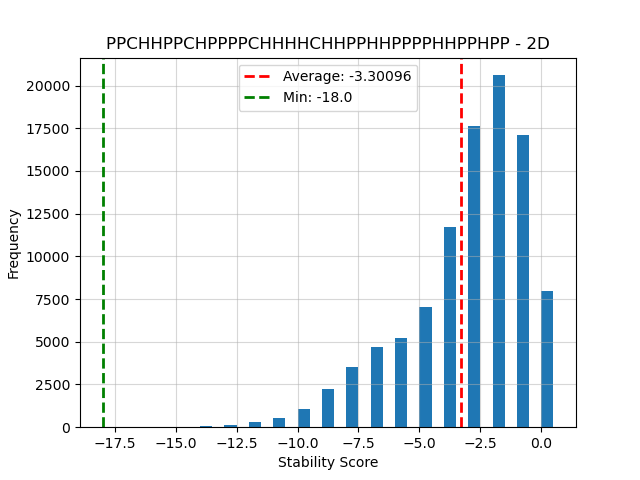 PPCHHPPCHPPPPCHHHHCHHPPHHPPPPHHPPHPP - 2D
Average: -3.30096
Min: -18.0
20000
17500
15000
12500
10000
7500
5000
2500
0
Frequency
−17.5 −15.0 −12.5 −10.0 −7.5 −5.0 −2.5 0.0
Stability Score